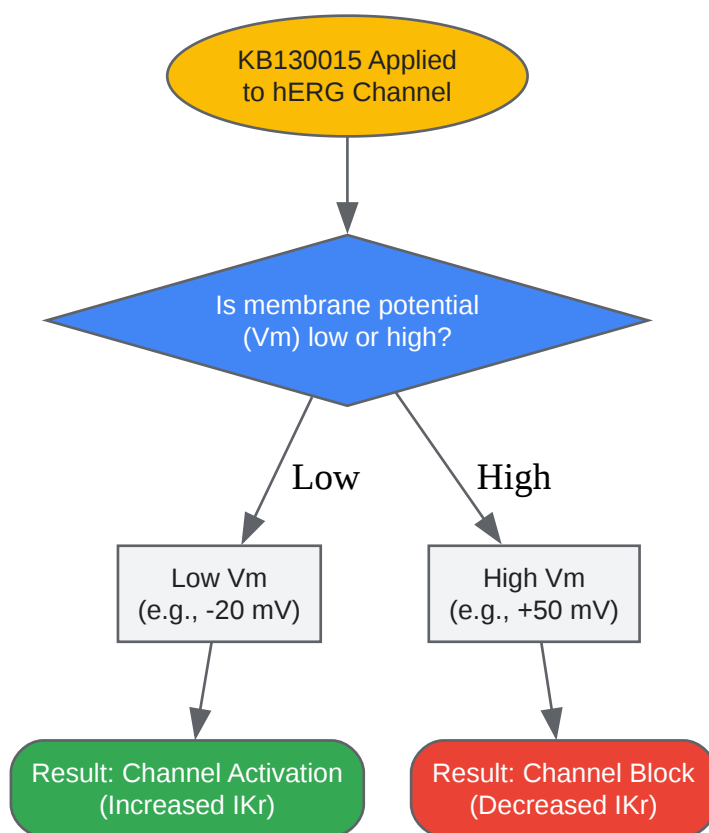 KB130015 Applied
to hERG Channel
Is membrane potential
(Vm) low or high?
Low
High
Low Vm
(e.g., -20 mV)
High Vm
(e.g., +50 mV)
Result: Channel Activation
(Increased IKr)
Result: Channel Block
(Decreased IKr)